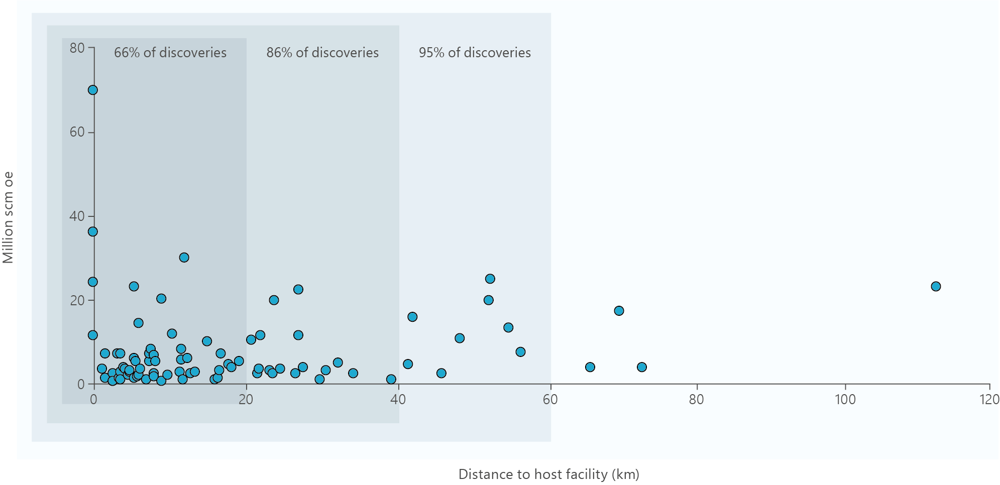 66% of discoveries
86% of discoveries
95% of discoveries
80
60
40
20
0
Million scm oe
0
20
40
60
80
100
120
Distance to host facility (km)